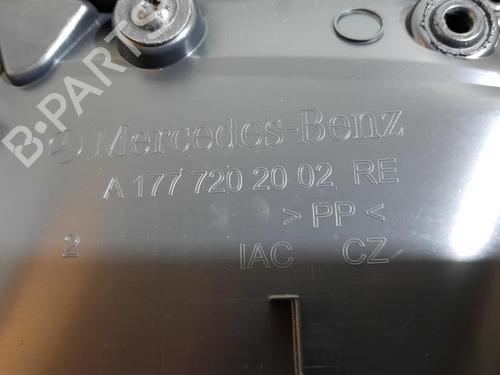 B-PARTS
Mercedes-Benz
A 177 720 20 02 RE
> PP <
2 IAC CZ